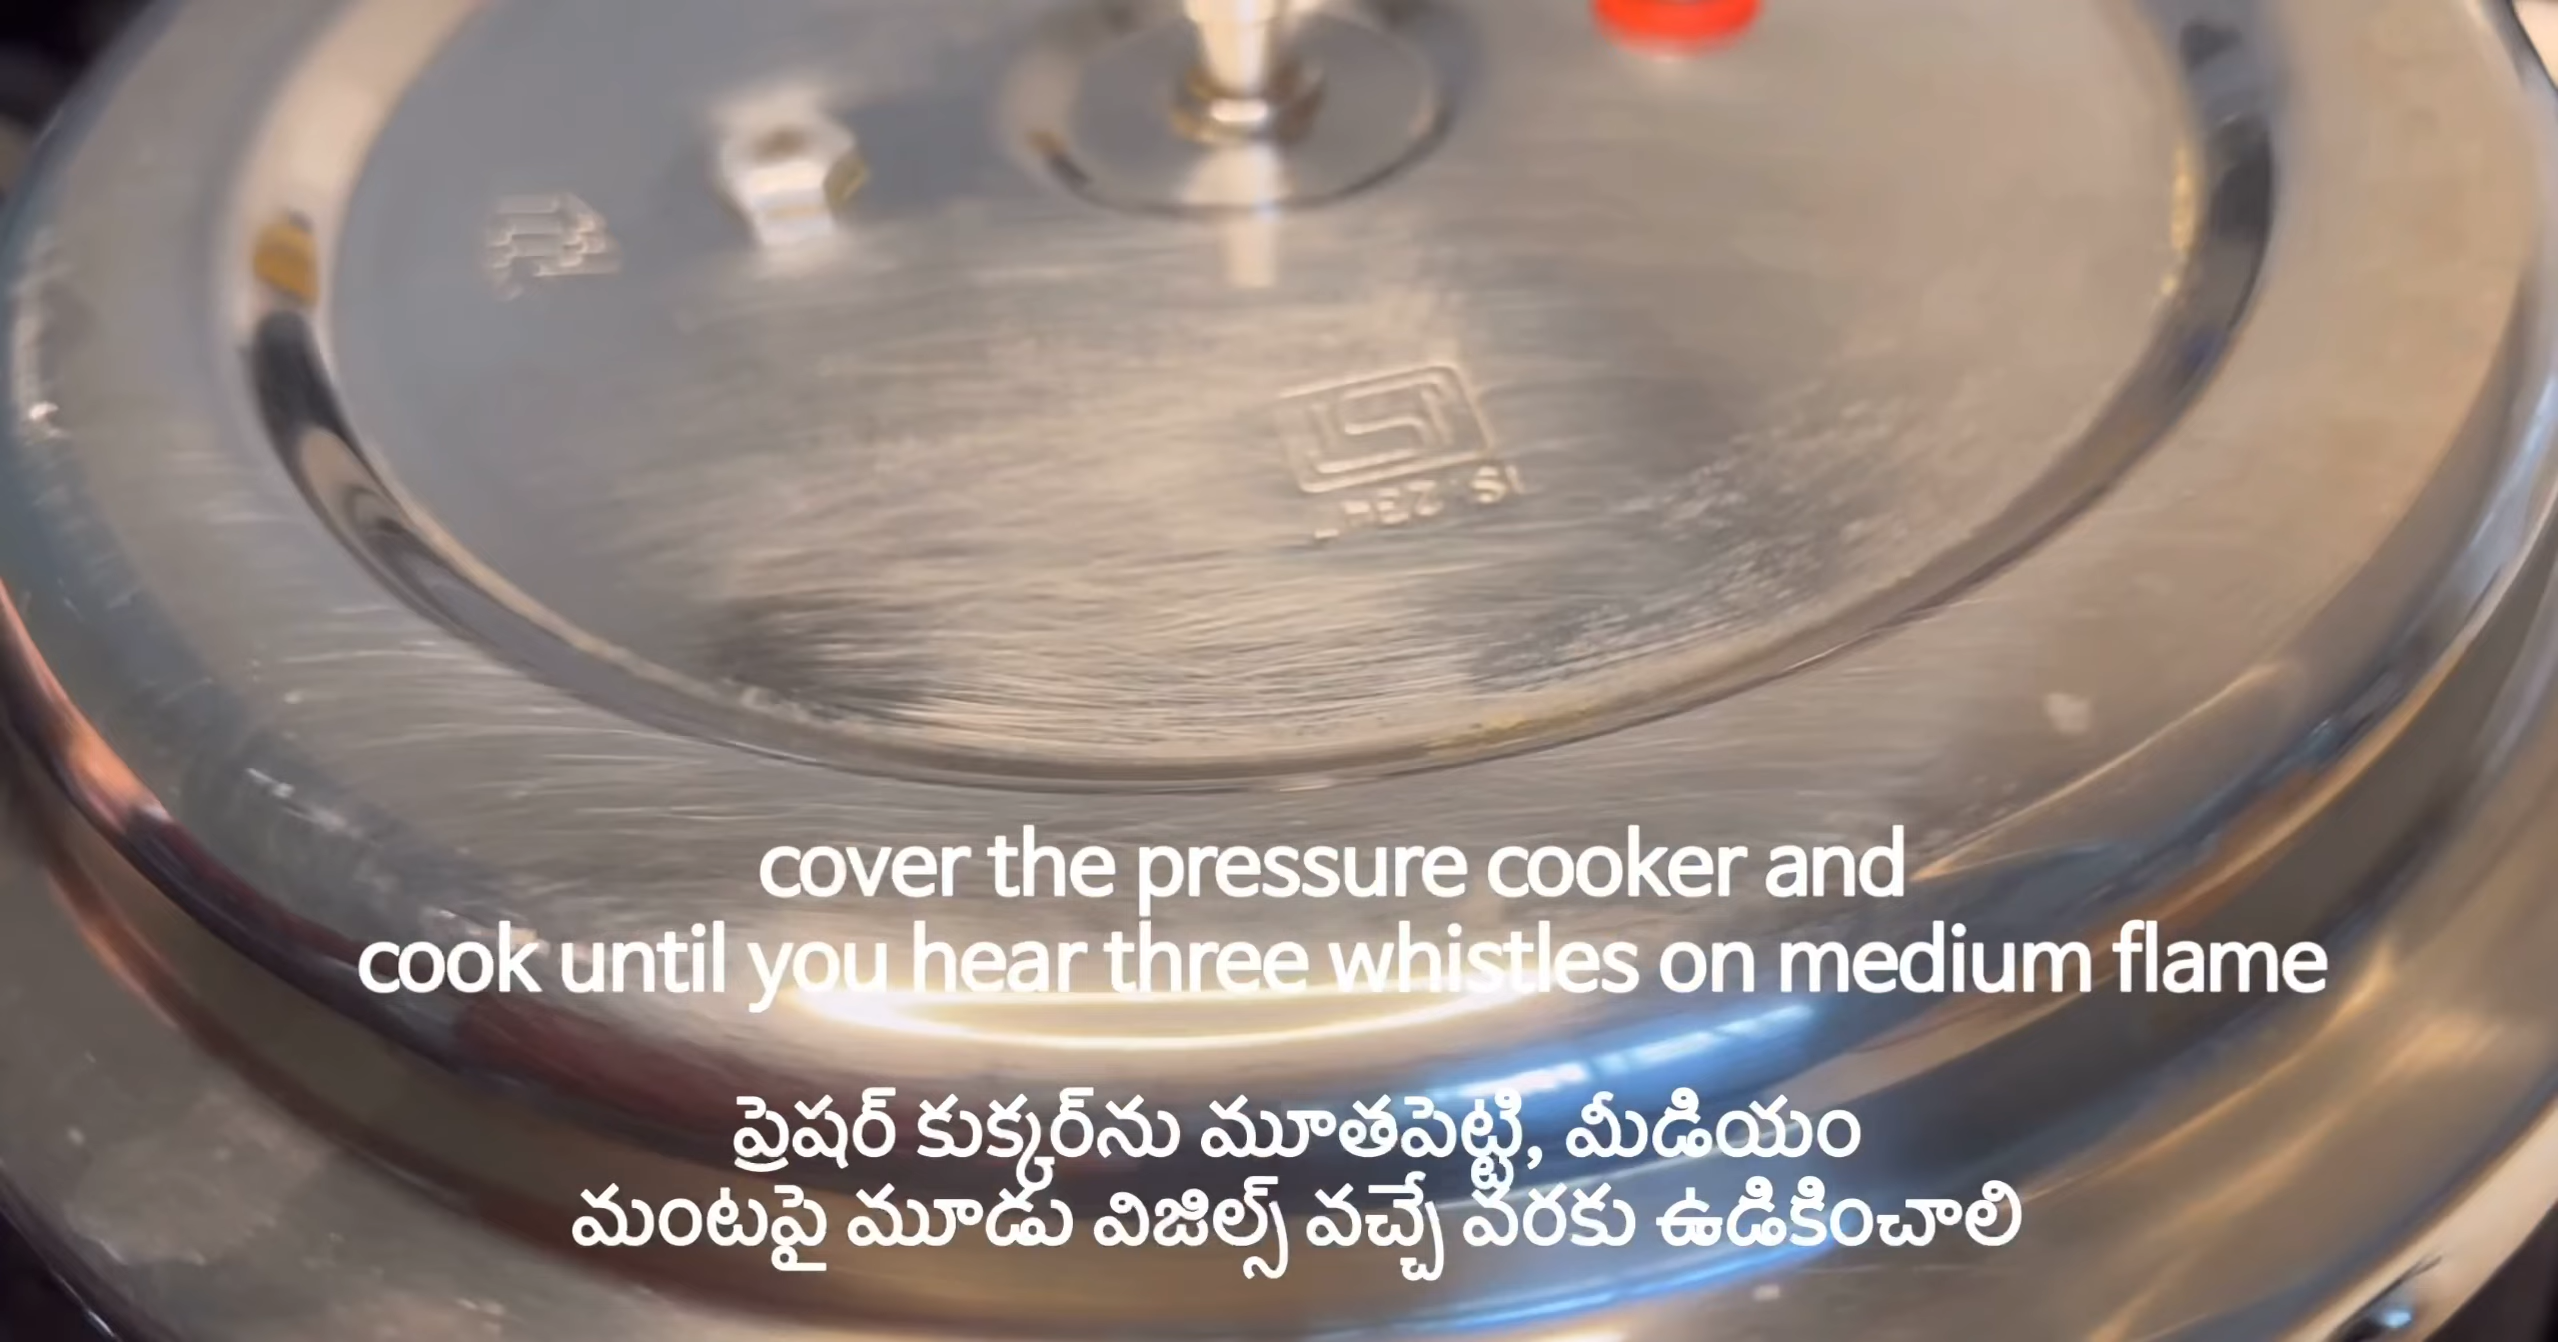 ISI
cover the pressure cooker and
cook until you hear three whistles on medium flame
ప్రెషర్ కుక్కర్‌ను మూతపెట్టి, మీడియం
మంటపై మూడు విజిల్స్ వచ్చే వరకు ఉడికించాలి